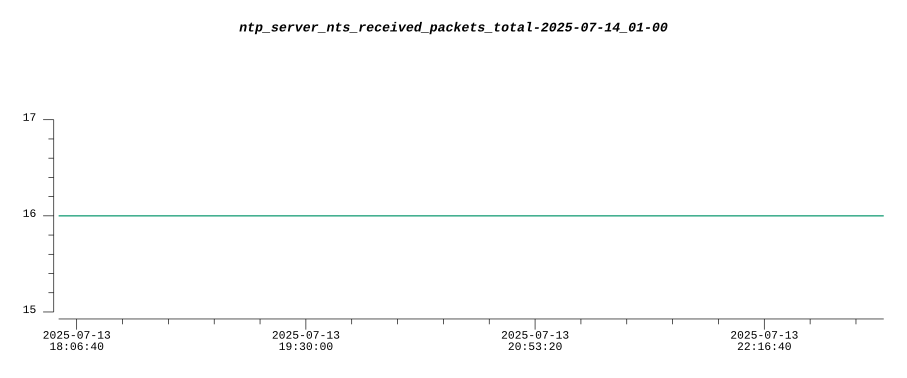 ntp_server_nts_received_packets_total-2025-07-14_01-00
17
16
15
2025-07-13 2025-07-13 2025-07-13 2025-07-13
18:06:40 19:30:00 20:53:20 22:16:40